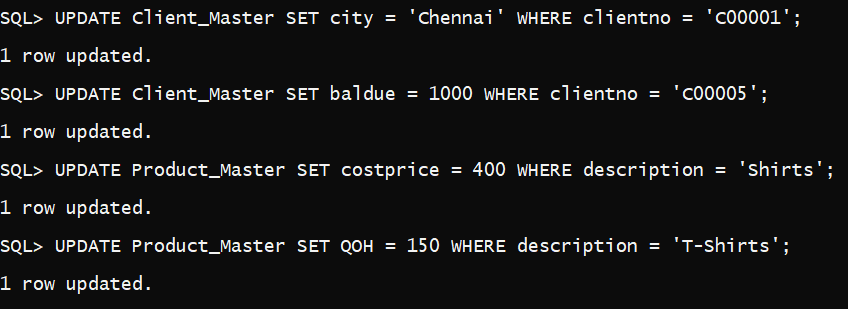 SQL> UPDATE Client_Master SET city = 'Chennai' WHERE clientno = 'C00001';
1 row updated.
SQL> UPDATE Client_Master SET baldue = 1000 WHERE clientno = 'C00005';
1 row updated.
SQL> UPDATE Product_Master SET costprice = 400 WHERE description = 'Shirts';
1 row updated.
SQL> UPDATE Product_Master SET QOH = 150 WHERE description = 'T-Shirts';
1 row updated.